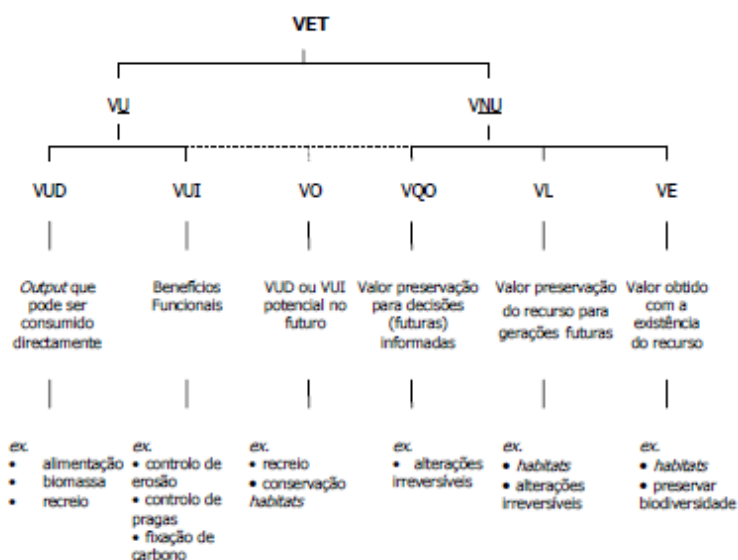 VET
VU
VNU
VUD
VUI
VO
VQO
VL
VE
Output que
pode ser
consumido
directamente
Benefícios
Funcionais
VUD ou VUI
potencial no
futuro
Valor preservação
para decisões
(futuras)
informadas
Valor preservação
do recurso para
gerações futuras
Valor obtido
com a
existência
do recurso
ex.
• alimentação
• biomassa
• recreio
ex.
• controlo de
erosão
• controlo de
pragas
• fixação de
carbono
ex.
• recreio
• conservação
habitats
ex.
• alterações
irreversíveis
ex.
• habitats
• alterações
irreversíveis
ex.
• habitats
• preservar
biodiversidade